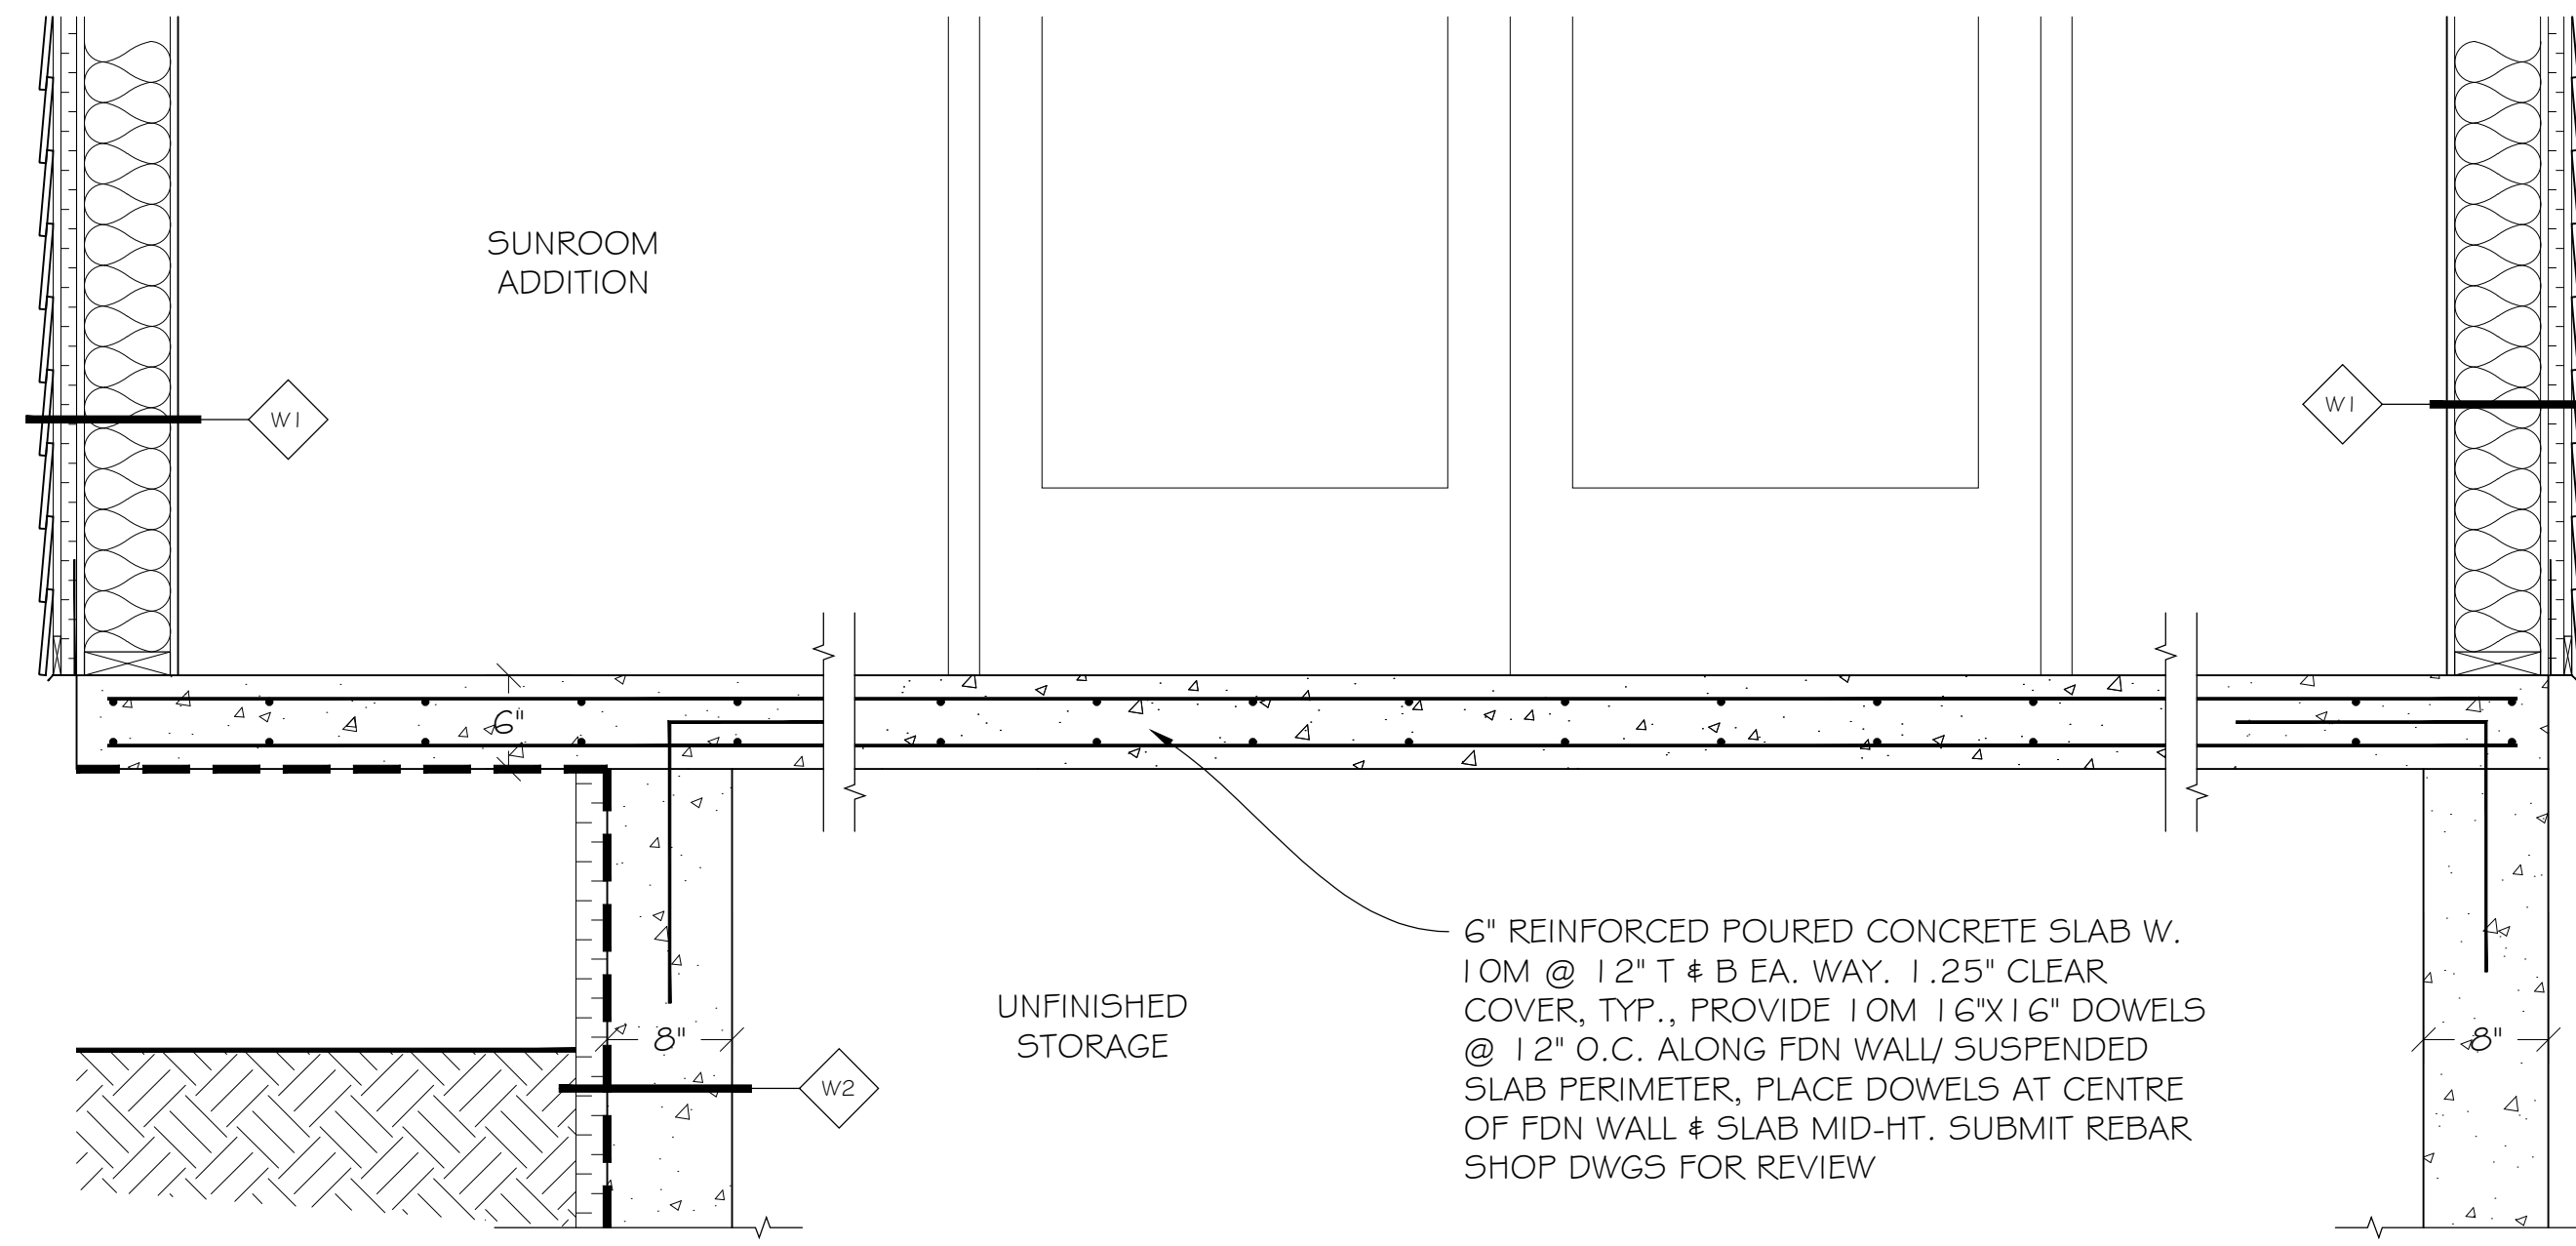 SUNROOM
ADDITION
W1
W1
6"
6" REINFORCED POURED CONCRETE SLAB W.
10M @ 12" T & B EA. WAY. 1.25" CLEAR
COVER, TYP., PROVIDE 10M 16"X16" DOWELS
@ 12" O.C. ALONG FDN WALL/ SUSPENDED
SLAB PERIMETER, PLACE DOWELS AT CENTRE
OF FDN WALL & SLAB MID-HT. SUBMIT REBAR
SHOP DWGS FOR REVIEW
UNFINISHED
STORAGE
8"
8"
W2